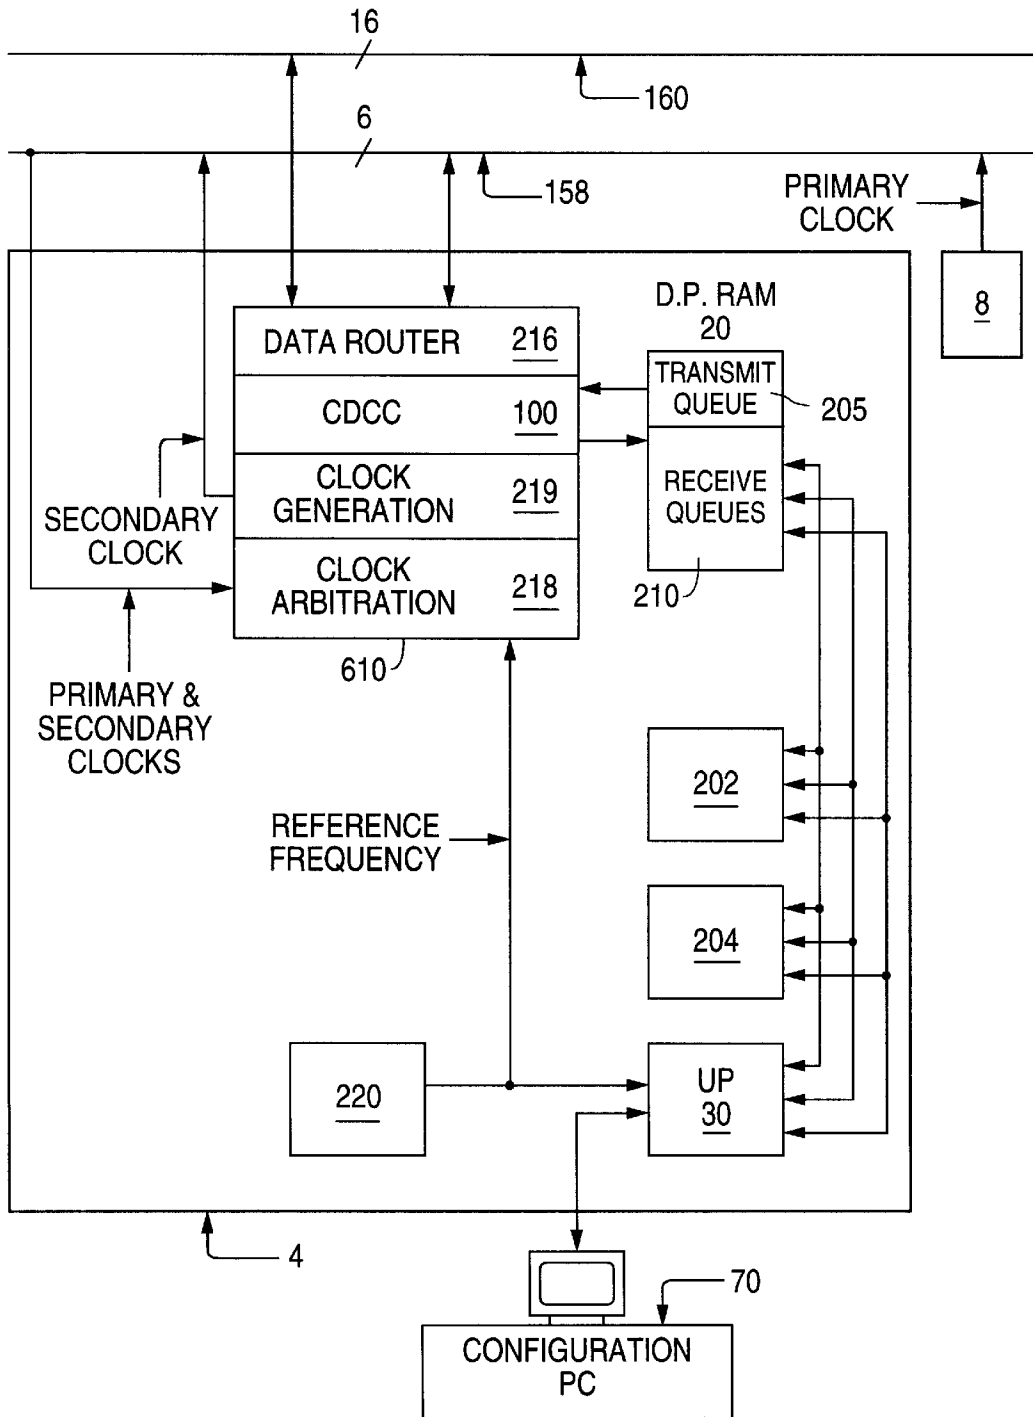 16
160
6
158
PRIMARY
CLOCK
8
D.P. RAM
20
DATA ROUTER 216
TRANSMIT
QUEUE
205
CDCC 100
CLOCK
GENERATION 219
RECEIVE
QUEUES
SECONDARY
CLOCK
CLOCK
ARBITRATION 218
210
610
PRIMARY &
SECONDARY
CLOCKS
202
REFERENCE
FREQUENCY
204
220
UP
30
4
70
CONFIGURATION
PC